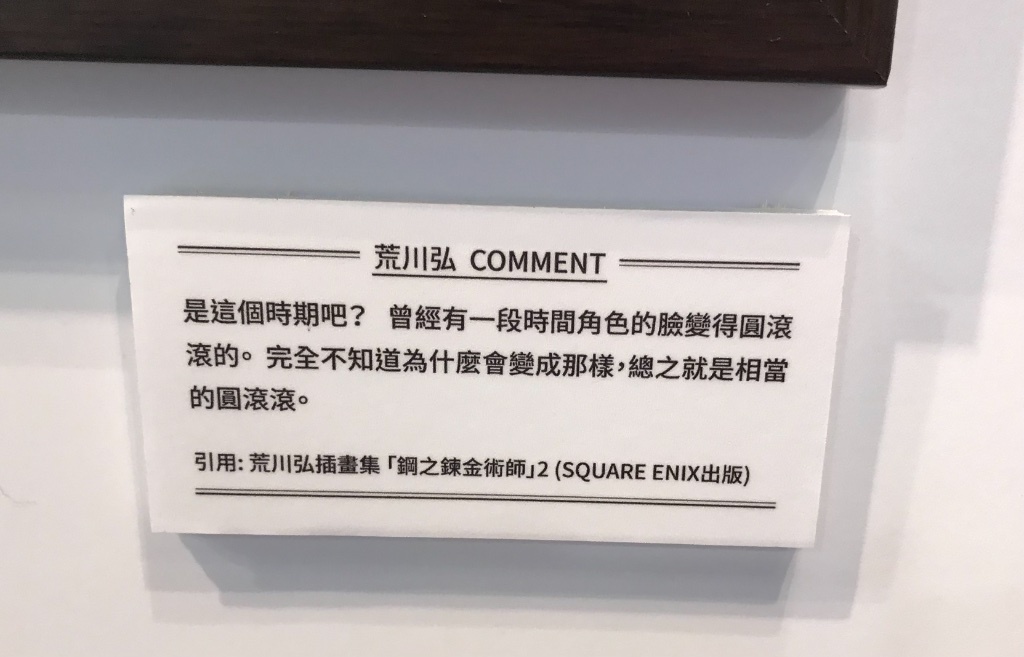 荒川弘 COMMENT
是這個時期吧？ 曾經有一段時間角色的臉變得圓滾
滾的。完全不知道為什麼會變成那樣，總之就是相當
的圓滾滾。
引用：荒川弘插畫集「鋼之鍊金術師」2 (SQUARE ENIX出版)